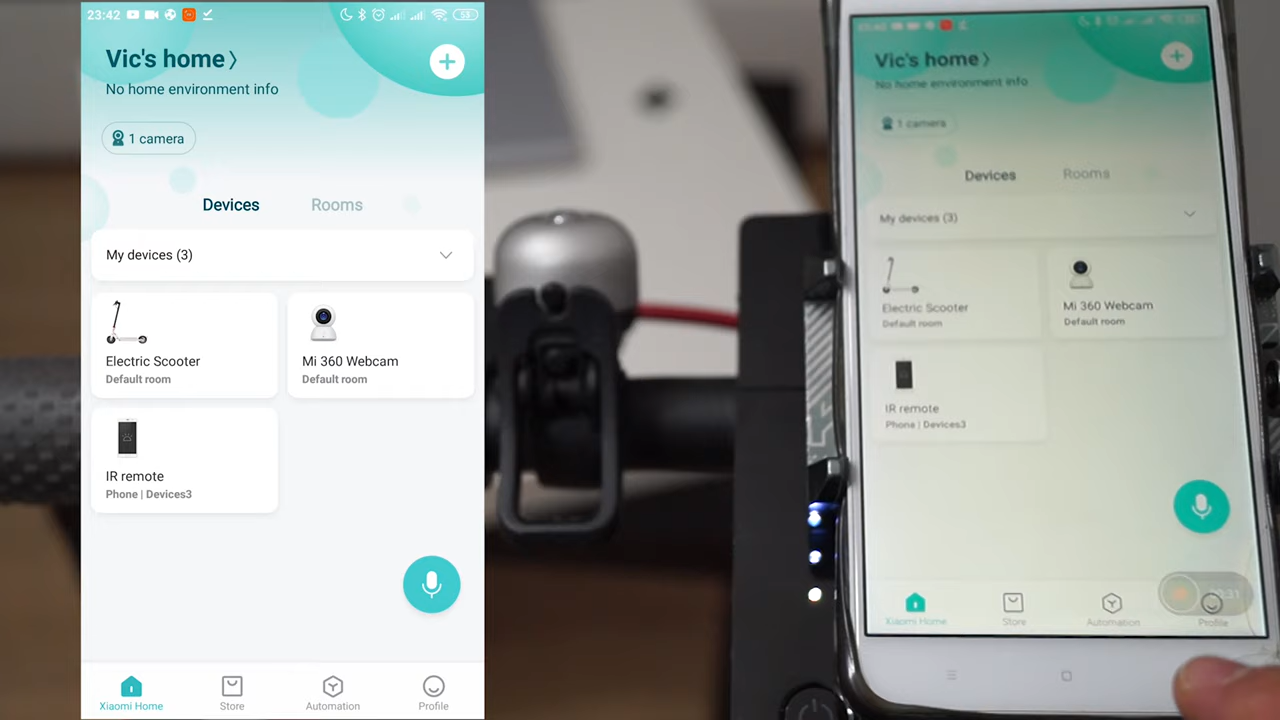 23:42
53
Vic's home
No home environment info
1 camera
Devices
Rooms
My devices (3)
Electric Scooter
Default room
Mi 360 Webcam
Default room
IR remote
Phone | Devices3
Xiaomi Home
Store
Automation
Profile
Vic's home
No home environment info
1 camera
Devices
Rooms
My devices (3)
Electric Scooter
Default room
Mi 360 Webcam
Default room
IR remote
Phone | Devices3
Xiaomi Home
Store
Automation
Profile